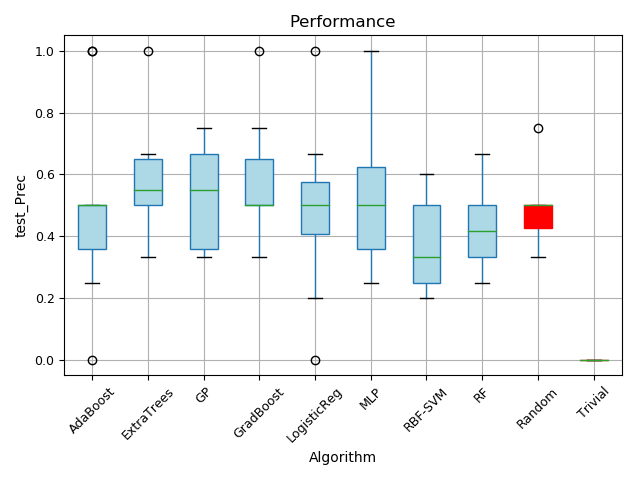 Performance
test_Prec
1.0
0.8
0.6
0.4
0.2
0.0
AdaBoost
ExtraTrees
GP
GradBoost
LogisticReg
MLP
RBF-SVM
RF
Random
Trivial
Algorithm